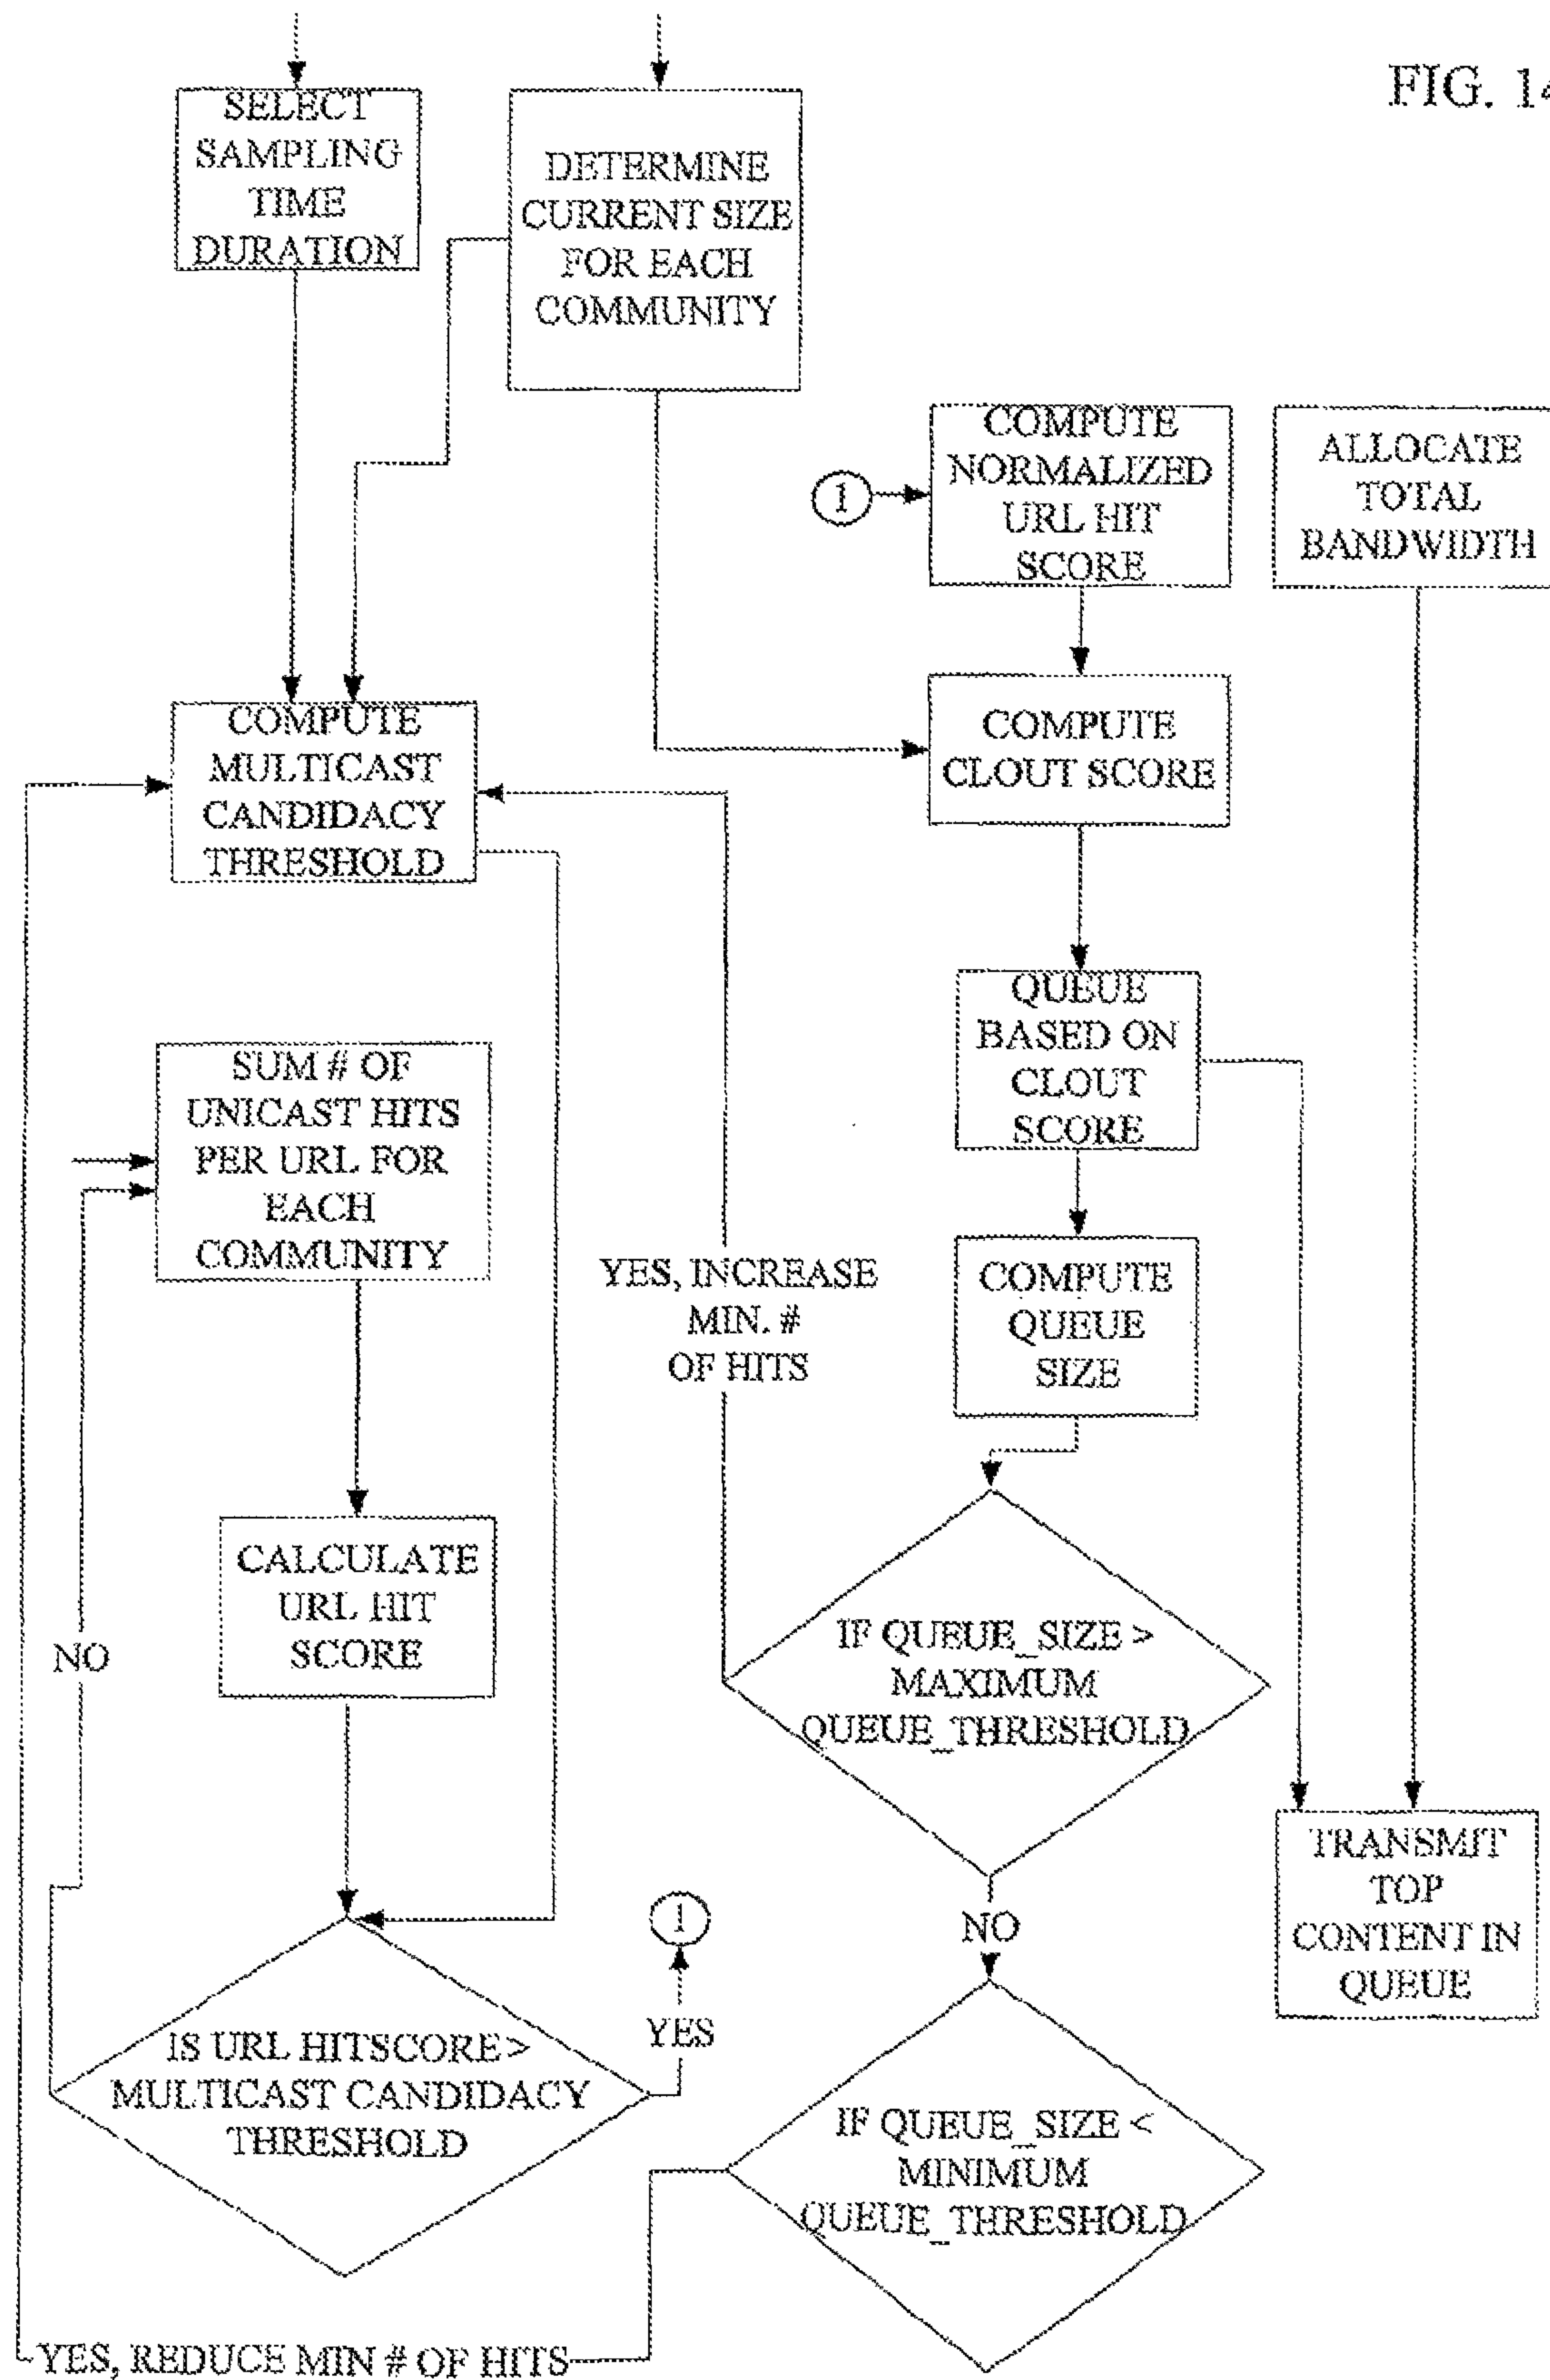 FIG. 14
SELECT
SAMPLING
TIME
DURATION
DETERMINE
CURRENT SIZE
FOR EACH
COMMUNITY
COMPUTE
NORMALIZED
URL HIT
SCORE
1
ALLOCATE
TOTAL
BANDWIDTH
COMPUTE
MULTICAST
CANDIDACY
THRESHOLD
COMPUTE
CLOUT SCORE
QUEUE
BASED ON
CLOUT
SCORE
SUM # OF
UNICAST HITS
PER URL FOR
EACH
COMMUNITY
YES, INCREASE
MIN. #
OF HITS
COMPUTE
QUEUE
SIZE
CALCULATE
URL HIT
SCORE
NO
IF QUEUE_SIZE >
MAXIMUM
QUEUE_THRESHOLD
TRANSMIT
TOP
CONTENT IN
QUEUE
1
NO
YES
IS URL HITSCORE >
MULTICAST CANDIDACY
THRESHOLD
IF QUEUE_SIZE <
MINIMUM
QUEUE_THRESHOLD
YES, REDUCE MIN # OF HITS